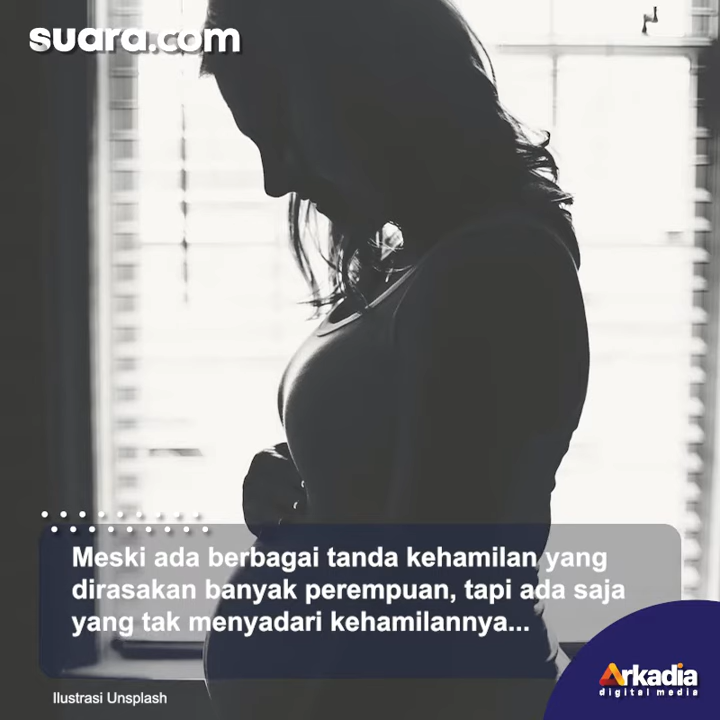 suara.com
Meski ada berbagai tanda kehamilan yang
dirasakan banyak perempuan, tapi ada saja
yang tak menyadari kehamilannya...
Ilustrasi Unsplash
Arkadia
digital media